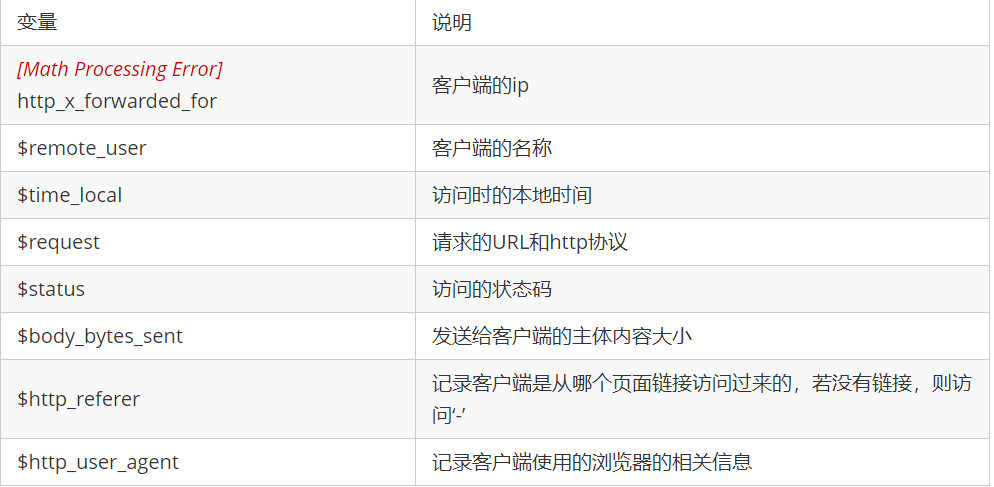 变量 说明
[Math Processing Error]
http_x_forwarded_for
客户端的ip
$remote_user 客户端的名称
$time_local 访问时的本地时间
$request 请求的URL和http协议
$status 访问的状态码
$body_bytes_sent 发送给客户端的主体内容大小
$http_referer
记录客户端是从哪个页面链接访问过来的，若没有链接，则访
问‘-’
$http_user_agent 记录客户端使用的浏览器的相关信息